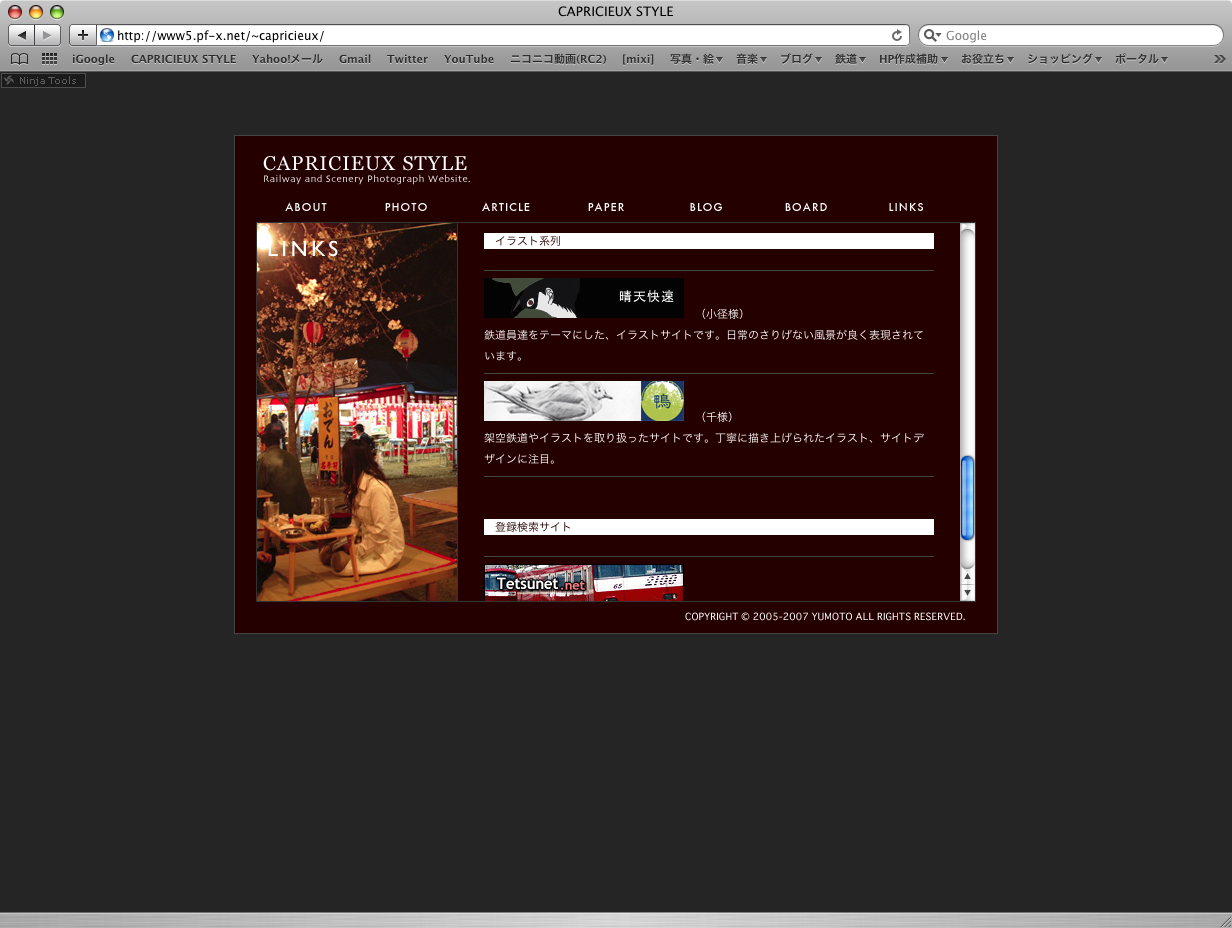 CAPRICIEUX STYLE
http://www5.pf-x.net/~capricieux/
Google
iGoogle CAPRICIEUX STYLE Yahoo!メール Gmail Twitter YouTube ニコニコ動画(RC2) [mixi] 写真・絵 音楽 ブログ 鉄道 HP作成補助 お役立ち ショッピング ポータル
Ninja Tools
CAPRICIEUX STYLE
Railway and Scenery Photograph Website.
ABOUT PHOTO ARTICLE PAPER BLOG BOARD LINKS
LINKS
おでん
イラスト系列
晴天快速
（小径様）
鉄道員達をテーマにした、イラストサイトです。日常のさりげない風景が良く表現されて
います。
鴨
（千様）
架空鉄道やイラストを取り扱ったサイトです。丁寧に描き上げられたイラスト、サイトデ
ザインに注目。
登録検索サイト
Tetsunet.net
65 2100
COPYRIGHT © 2005-2007 YUMOTO ALL RIGHTS RESERVED.